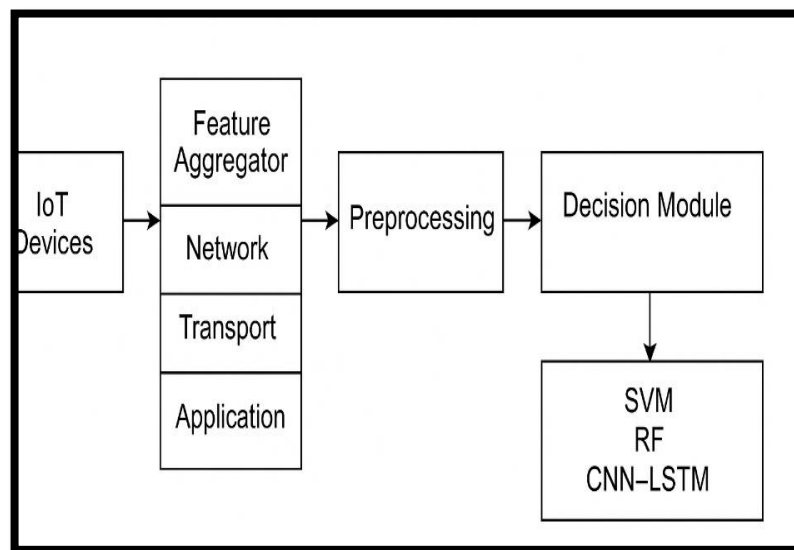 IoT
Devices
Feature
Aggregator
Network
Transport
Application
Preprocessing
Decision Module
SVM
RF
CNN–LSTM